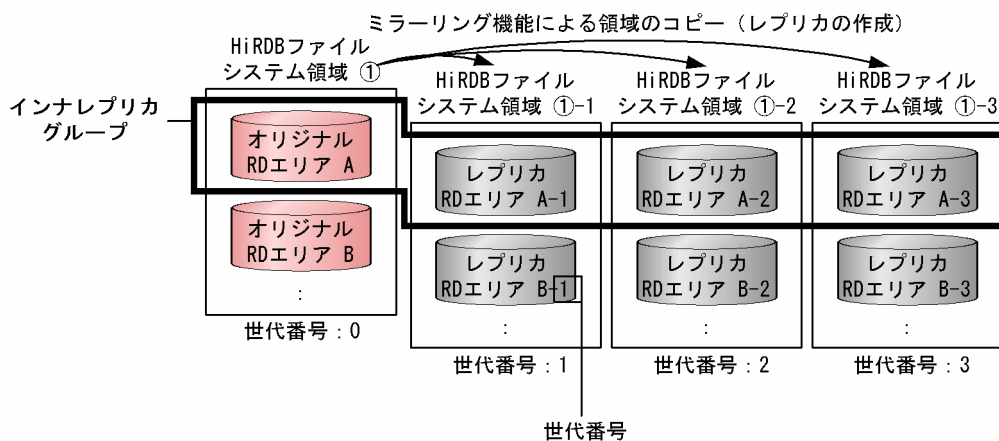 ミラーリング機能による領域のコピー（レプリカの作成）
HiRDBファイル
システム領域 ①
HiRDBファイル
システム領域 ①-1
HiRDBファイル
システム領域 ①-2
HiRDBファイル
システム領域 ①-3
インナレプリカ
グループ
オリジナル
RDエリア A
レプリカ
RDエリア A-1
レプリカ
RDエリア A-2
レプリカ
RDエリア A-3
オリジナル
RDエリア B
レプリカ
RDエリア B-1
レプリカ
RDエリア B-2
レプリカ
RDエリア B-3
:
:
:
:
世代番号：0
世代番号：1
世代番号：2
世代番号：3
世代番号